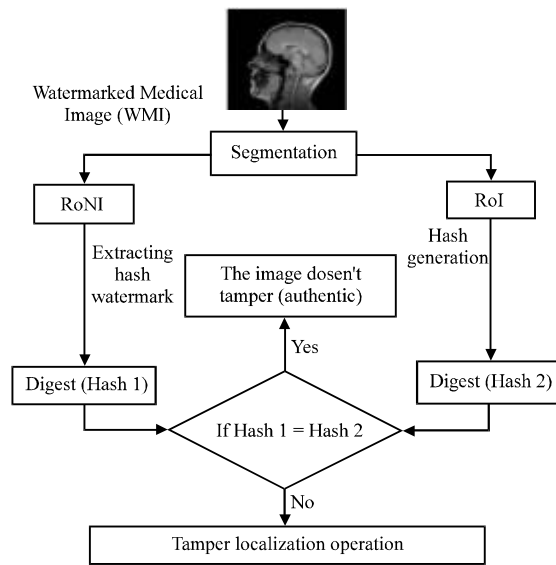 Watermarked Medical
Image (WMI)
Segmentation
RoNI
RoI
Extracting
hash
watermark
Hash
generation
The image dosen't
tamper (authentic)
Yes
Digest (Hash 1)
Digest (Hash 2)
If Hash 1 = Hash 2
No
Tamper localization operation